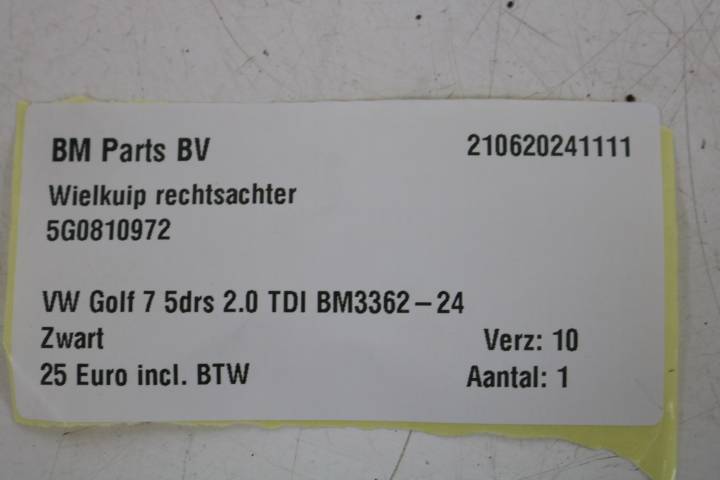 BM Parts BV 210620241111
Wielkuip rechtsachter
5G0810972
VW Golf 7 5drs 2.0 TDI BM3362-24
Zwart Verz: 10
25 Euro incl. BTW Aantal: 1